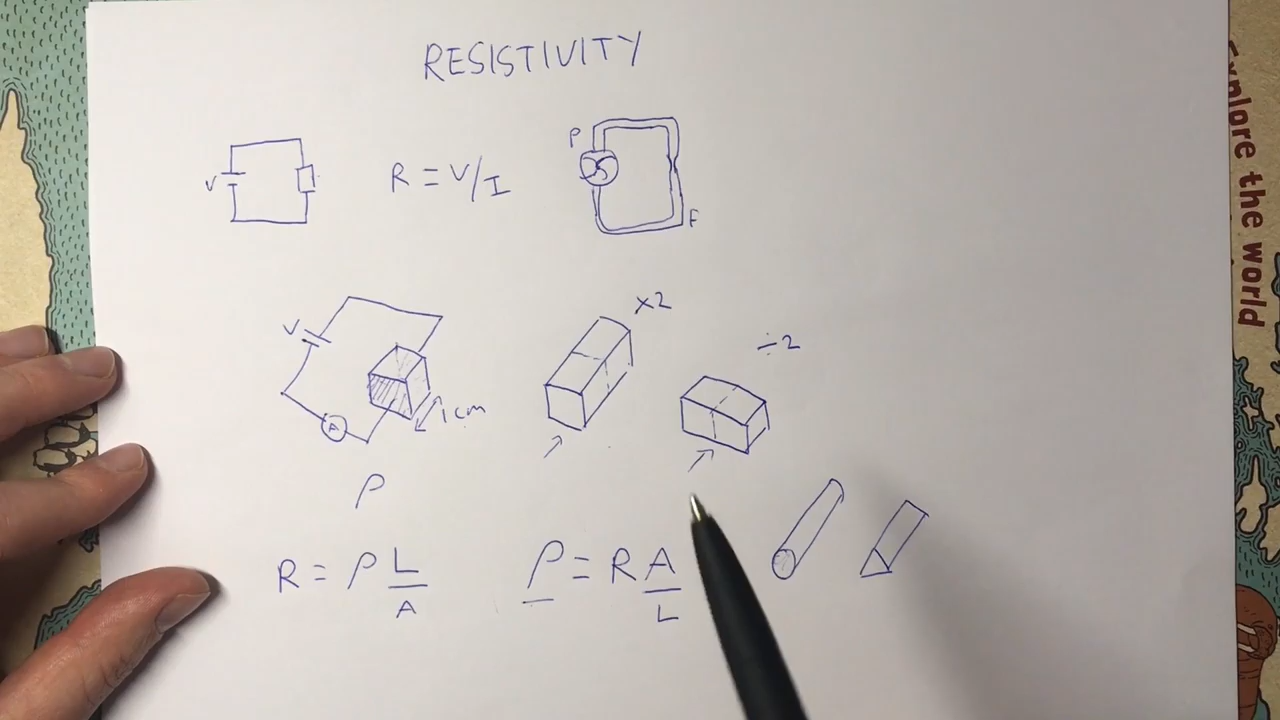 RESISTIVITY
V
R = V/I
P
F
V
A
1cm
×2
÷2
ρ
R = ρ L/A
ρ = R A/L
Explore the world